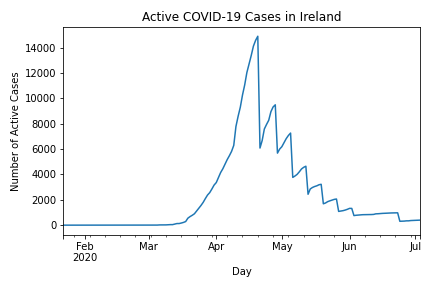 Active COVID-19 Cases in Ireland
14000
12000
10000
8000
6000
4000
2000
0
Number of Active Cases
Feb Mar Apr May Jun Jul
2020
Day